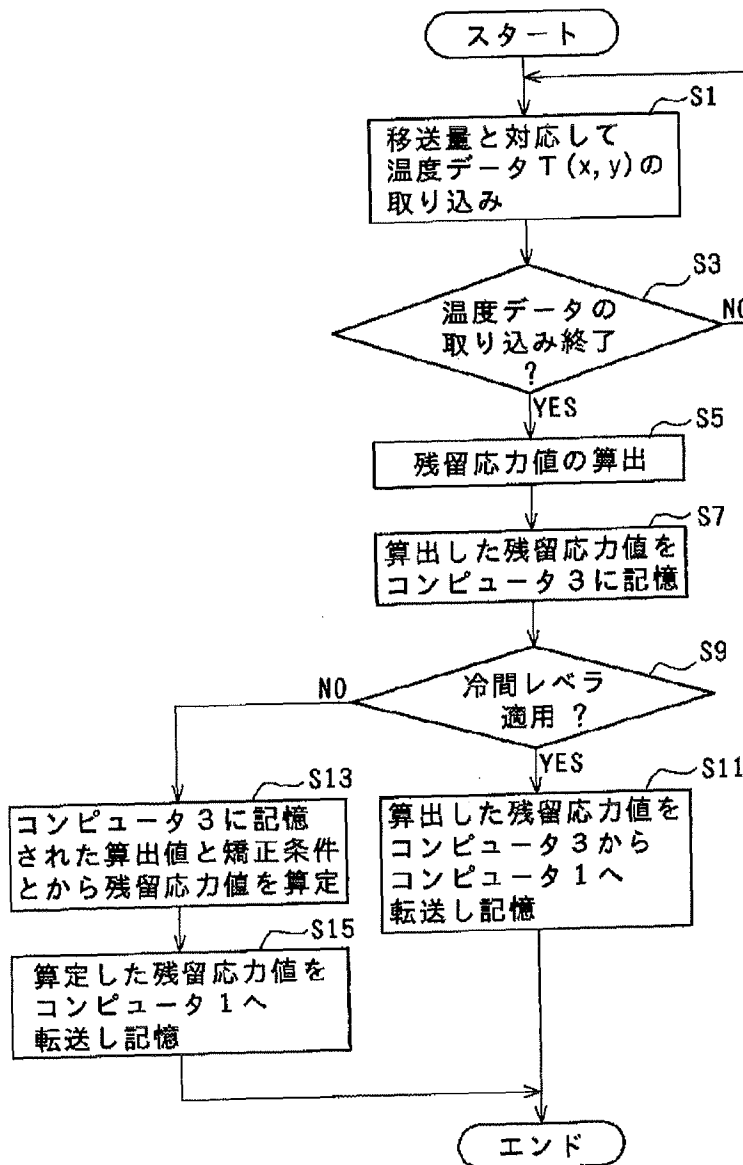 スタート
S1
移送量と対応して
温度データT(x,y)の
取り込み
S3
温度データの
取り込み終了
?
NO
YES
S5
残留応力値の算出
S7
算出した残留応力値を
コンピュータ3に記憶
S9
冷間レベラ
適用 ?
NO
YES
S13
コンピュータ3に記憶
された算出値と矯正条件
とから残留応力値を算定
S11
算出した残留応力値を
コンピュータ3から
コンピュータ1へ
転送し記憶
S15
算定した残留応力値を
コンピュータ1へ
転送し記憶
エンド